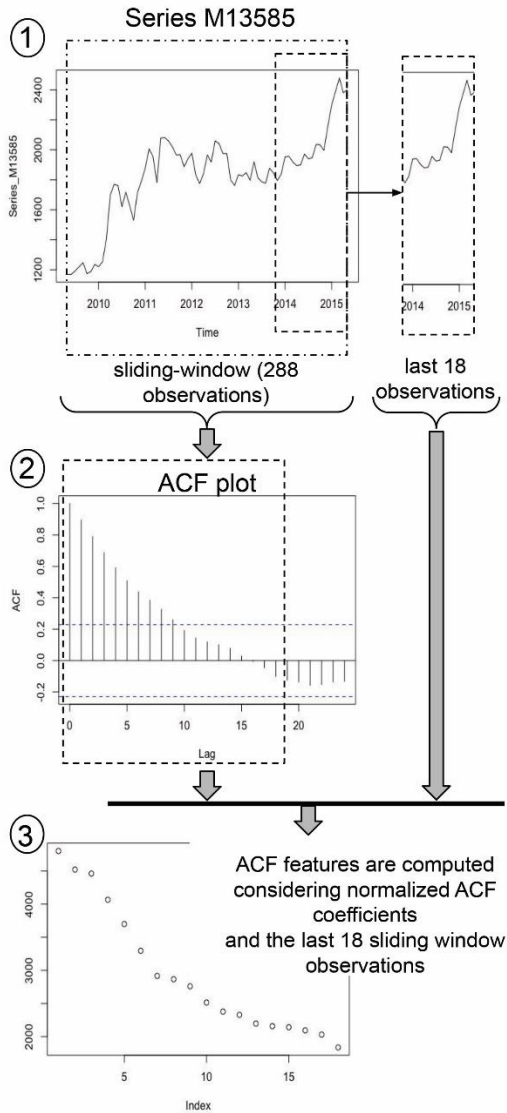 1
Series M13585
Series_M13585
2400
2000
1600
1200
2010
2011
2012
2013
2014
2015
Time
2014
2015
sliding-window (288
observations)
last 18
observations
2
ACF plot
ACF
1.0
0.8
0.6
0.4
0.2
0.0
-0.2
0
5
10
15
20
Lag
3
4000
3000
2000
5
10
15
Index
ACF features are computed
considering normalized ACF
coefficients
and the last 18 sliding window
observations